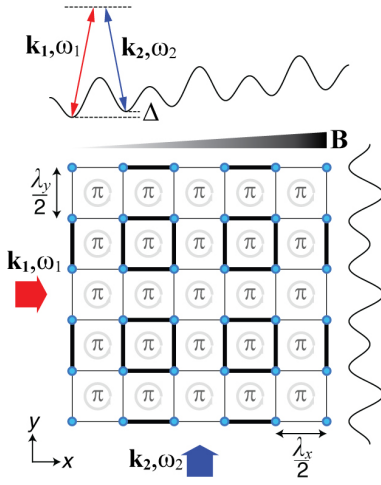 k₁,ω₁ k₂,ω₂
Δ
B
λy/2
π π π π π
π π π π π
k₁,ω₁
π π π π π
π π π π π
π π π π π
y
x
k₂,ω₂
λx/2